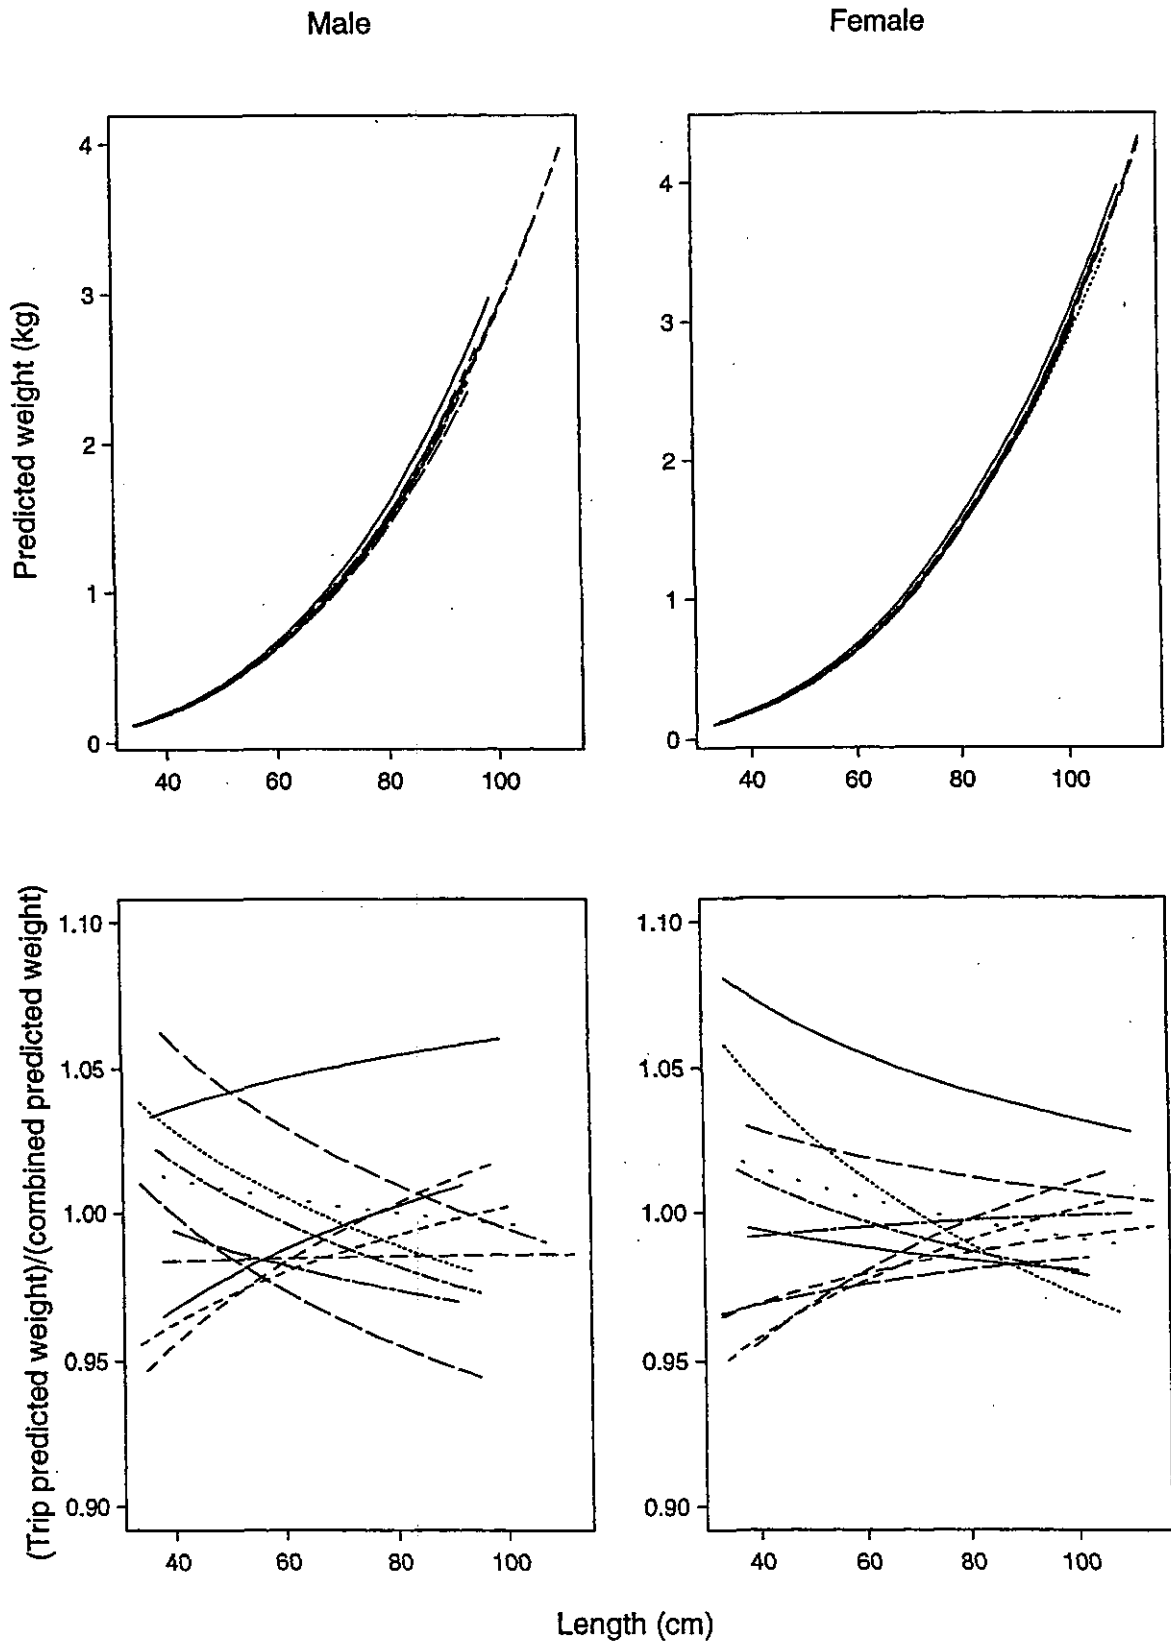 Male
Female
Predicted weight (kg)
4
3
2
1
0
40 60 80 100
4
3
2
1
0
40 60 80 100
(Trip predicted weight)/(combined predicted weight)
1.10
1.05
1.00
0.95
0.90
40 60 80 100
1.10
1.05
1.00
0.95
0.90
40 60 80 100
Length (cm)